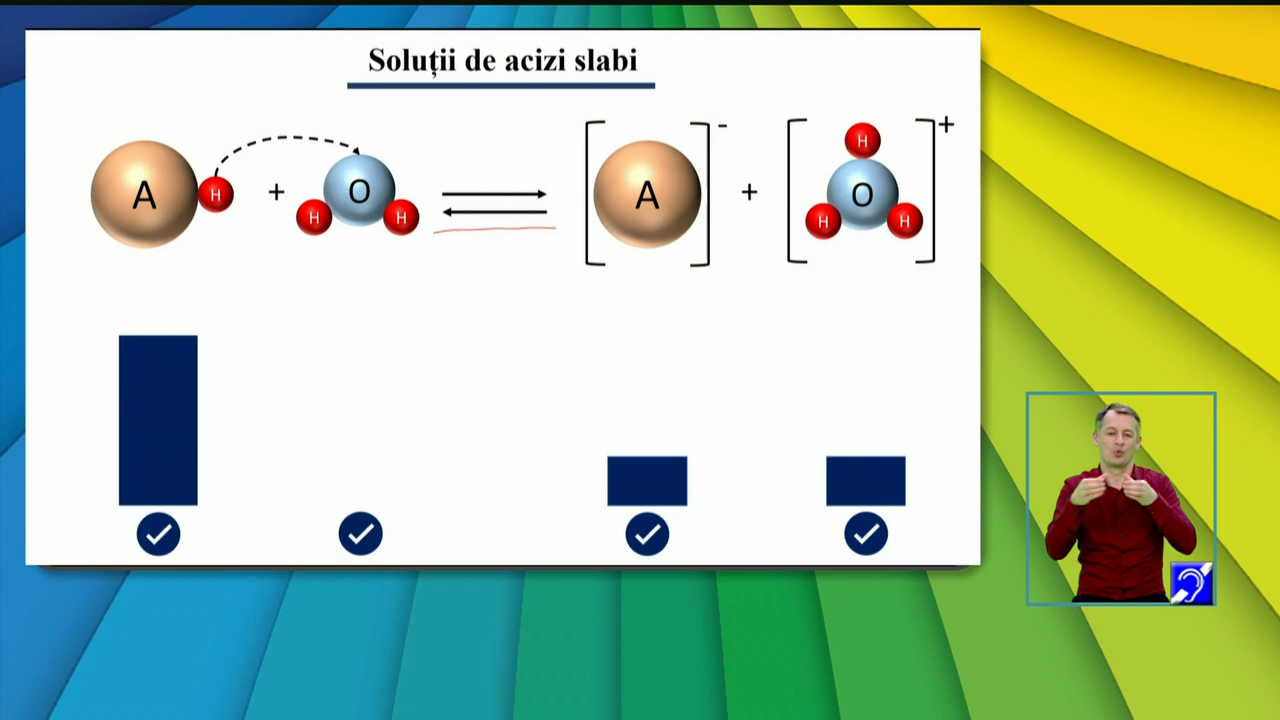 Soluții de acizi slabi
A H + H O H ⇌ [ A ]⁻ + [ H O H H ]⁺